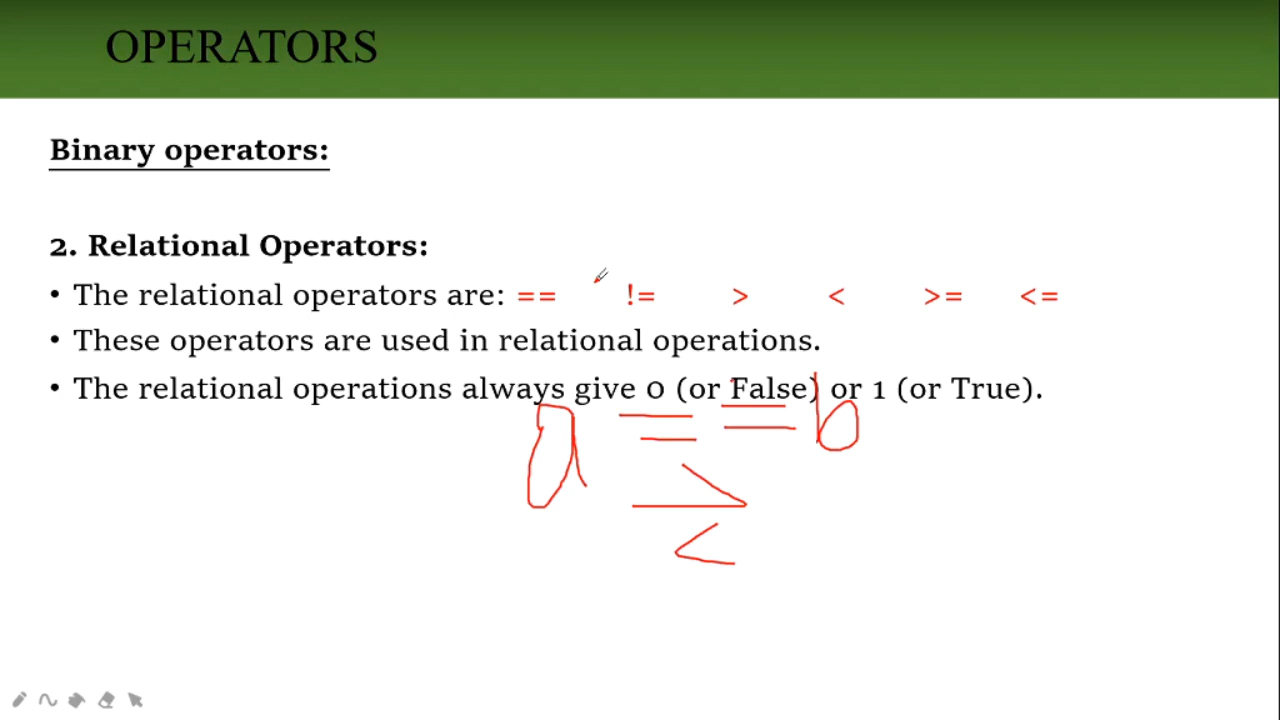 OPERATORS
Binary operators:
2. Relational Operators:
• The relational operators are: == != > < >= <=
• These operators are used in relational operations.
• The relational operations always give 0 (or False) or 1 (or True).
a == b
>
<